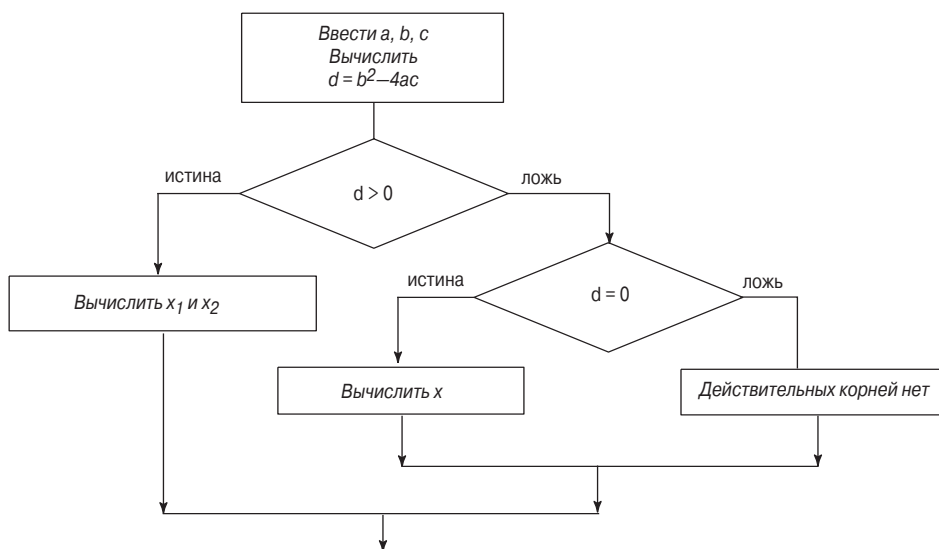 Ввести a, b, c
Вычислить
d = b²–4ac
истина
d > 0
ложь
Вычислить x₁ и x₂
истина
d = 0
ложь
Вычислить x
Действительных корней нет